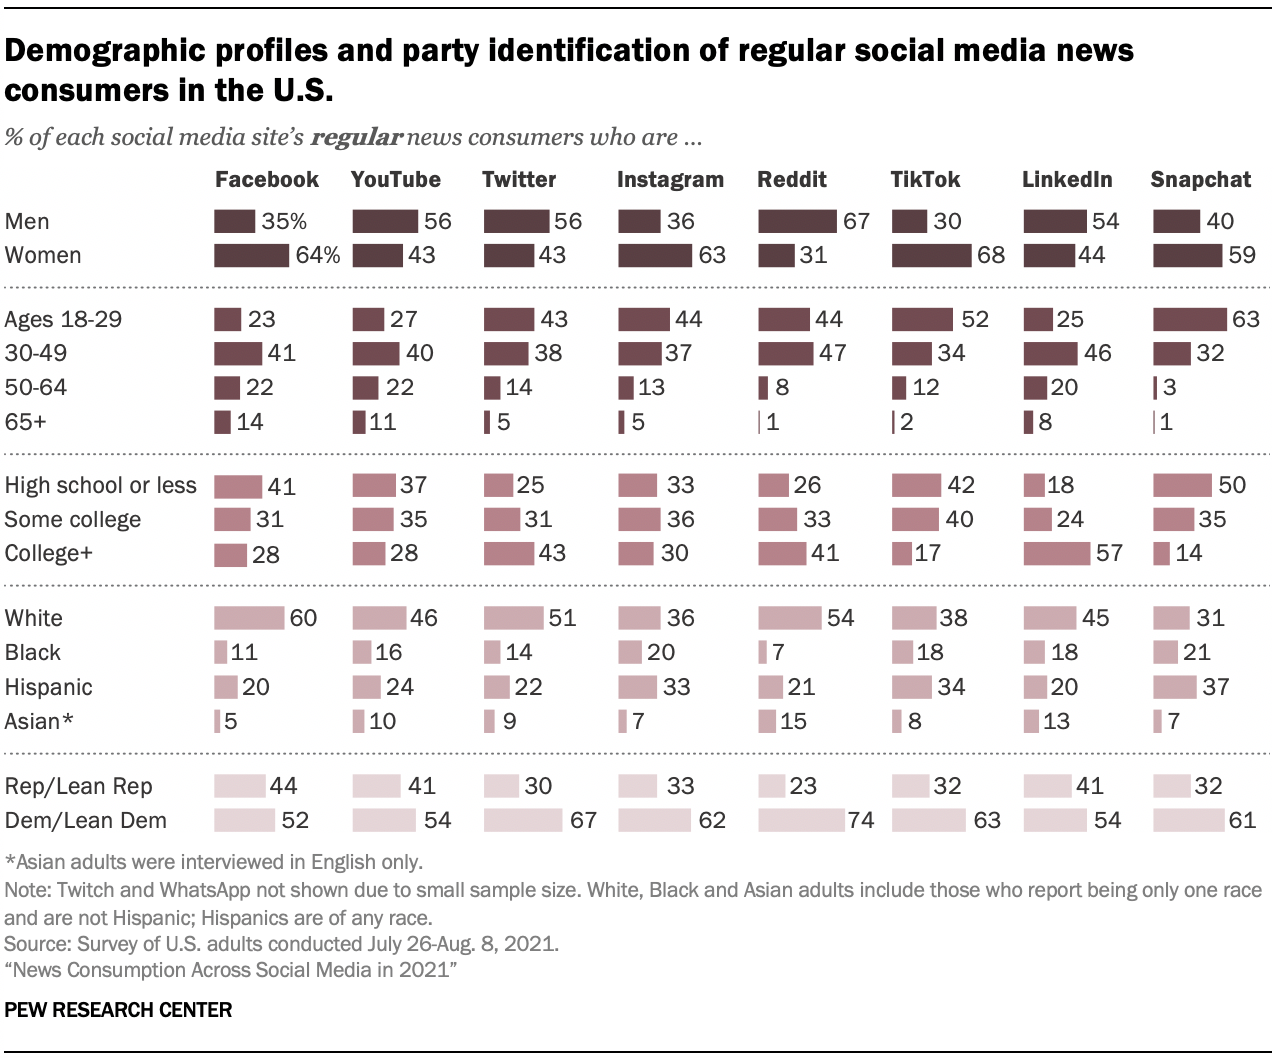 Demographic profiles and party identification of regular social media news
consumers in the U.S.
% of each social media site's regular news consumers who are ...
Facebook YouTube Twitter Instagram Reddit TikTok LinkedIn Snapchat
Men 35% 56 56 36 67 30 54 40
Women 64% 43 43 63 31 68 44 59
Ages 18-29 23 27 43 44 44 52 25 63
30-49 41 40 38 37 47 34 46 32
50-64 22 22 14 13 8 12 20 3
65+ 14 11 5 5 1 2 8 1
High school or less 41 37 25 33 26 42 18 50
Some college 31 35 31 36 33 40 24 35
College+ 28 28 43 30 41 17 57 14
White 60 46 51 36 54 38 45 31
Black 11 16 14 20 7 18 18 21
Hispanic 20 24 22 33 21 34 20 37
Asian* 5 10 9 7 15 8 13 7
Rep/Lean Rep 44 41 30 33 23 32 41 32
Dem/Lean Dem 52 54 67 62 74 63 54 61
*Asian adults were interviewed in English only.
Note: Twitch and WhatsApp not shown due to small sample size. White, Black and Asian adults include those who report being only one race
and are not Hispanic; Hispanics are of any race.
Source: Survey of U.S. adults conducted July 26-Aug. 8, 2021.
“News Consumption Across Social Media in 2021”
PEW RESEARCH CENTER